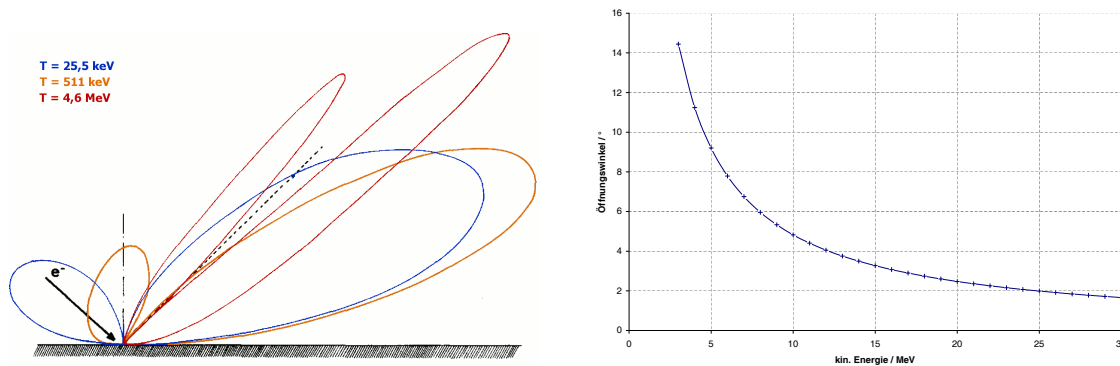 T = 25,5 keV
T = 511 keV
T = 4,6 MeV
e-
16
14
12
10
8
6
4
2
0
Öffnungswinkel / °
0 5 10 15 20 25
kin. Energie / MeV